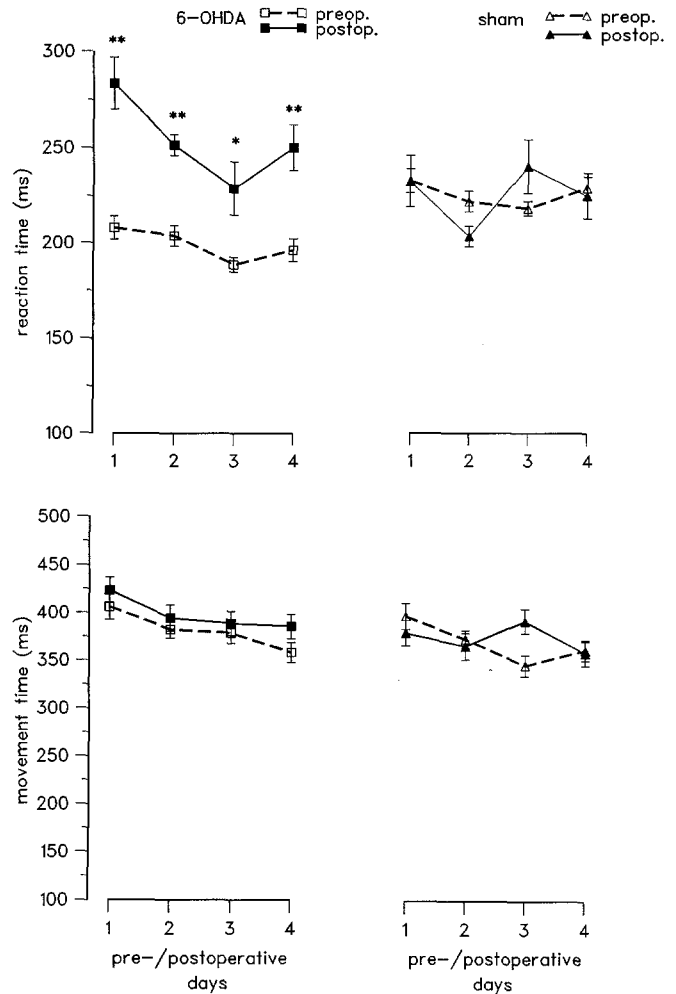 6-OHDA preop. postop.
sham preop. postop.
** ** * **
reaction time (ms)
300
250
200
150
100
1 2 3 4
1 2 3 4
movement time (ms)
500
450
400
350
300
250
200
150
100
1 2 3 4
1 2 3 4
pre-/postoperative
days
pre-/postoperative
days